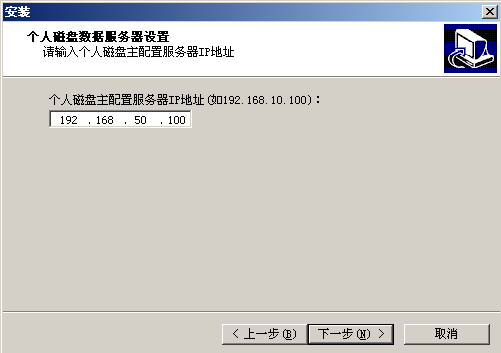 安装
个人磁盘数据服务器设置
请输入个人磁盘主配置服务器IP地址
个人磁盘主配置服务器IP地址(如192.168.10.100)：
192 . 168 . 50 . 100
< 上一步(B)
下一步(N) >
取消